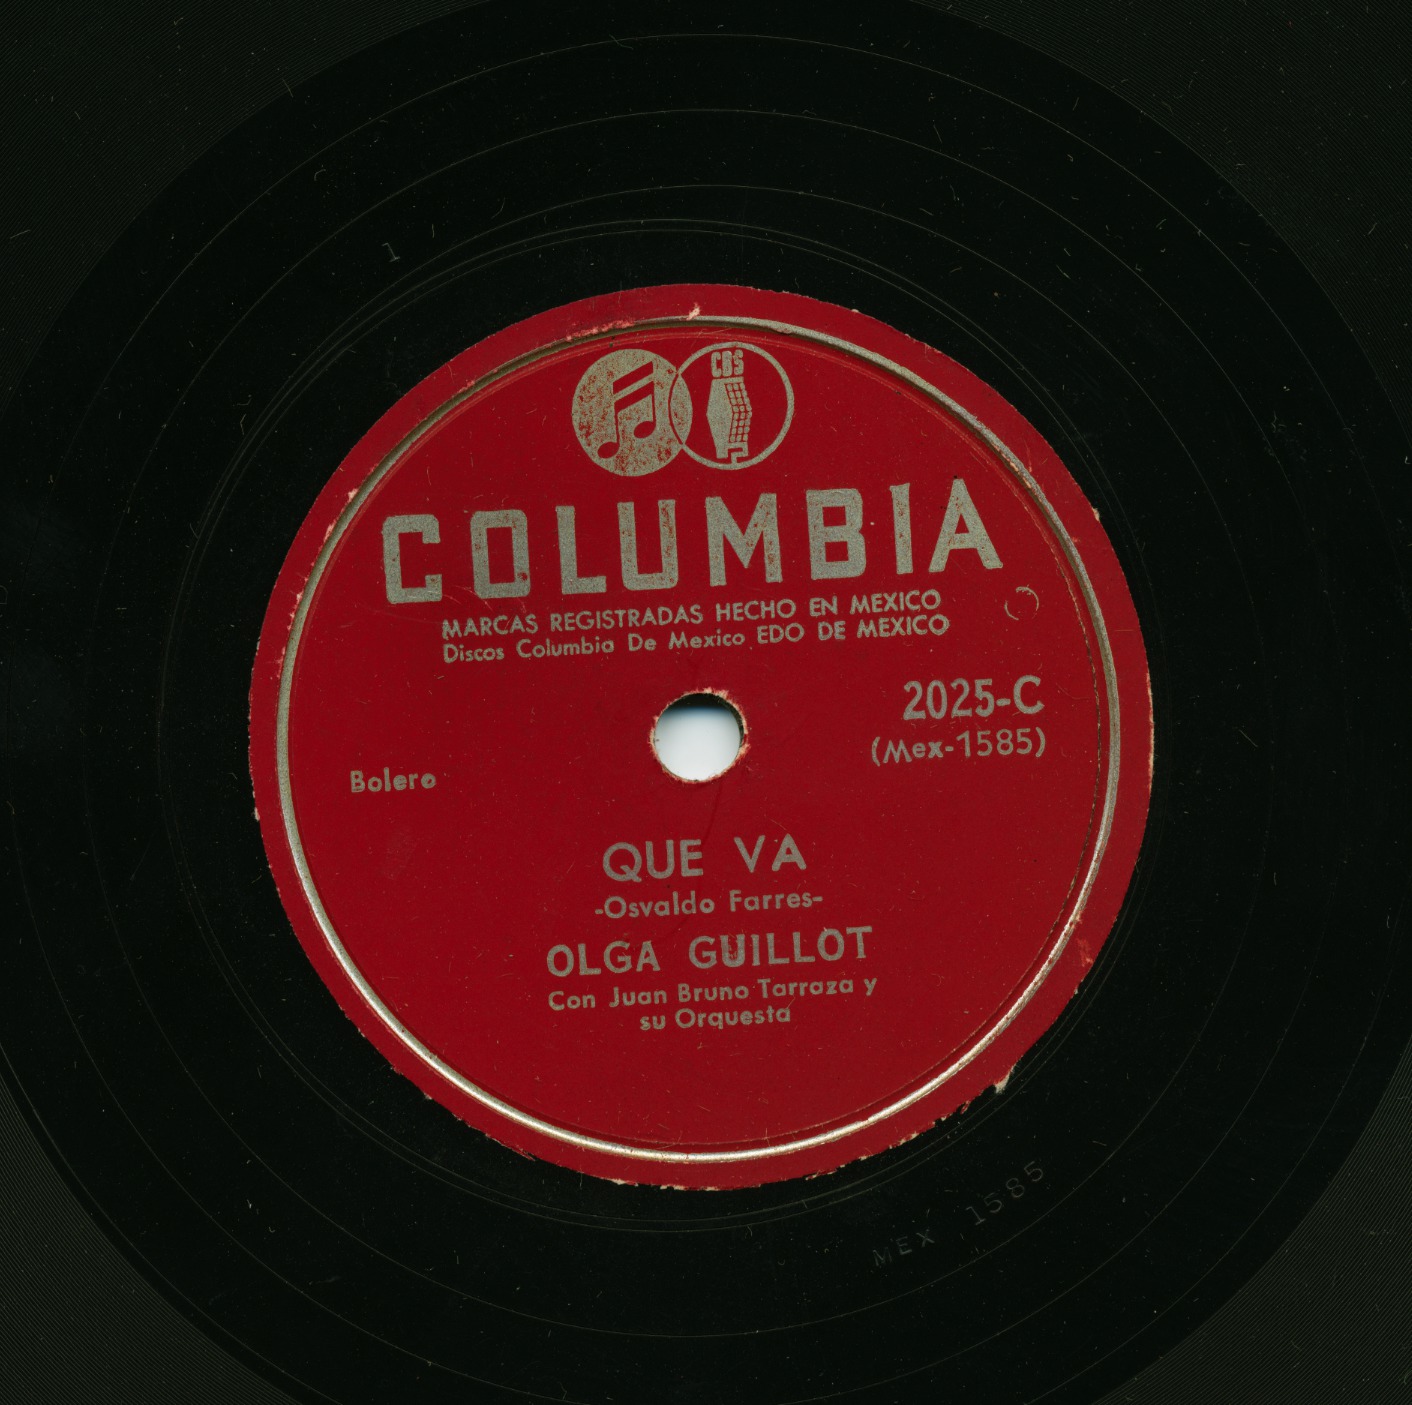 1
CBS
COLUMBIA
MARCAS REGISTRADAS HECHO EN MEXICO
Discos Columbia De Mexico EDO DE MEXICO
2025-C
(Mex-1585)
Bolero
QUE VA
-Osvaldo Farres-
OLGA GUILLOT
Con Juan Bruno Tarraza y
su Orquesta
MEX 1585